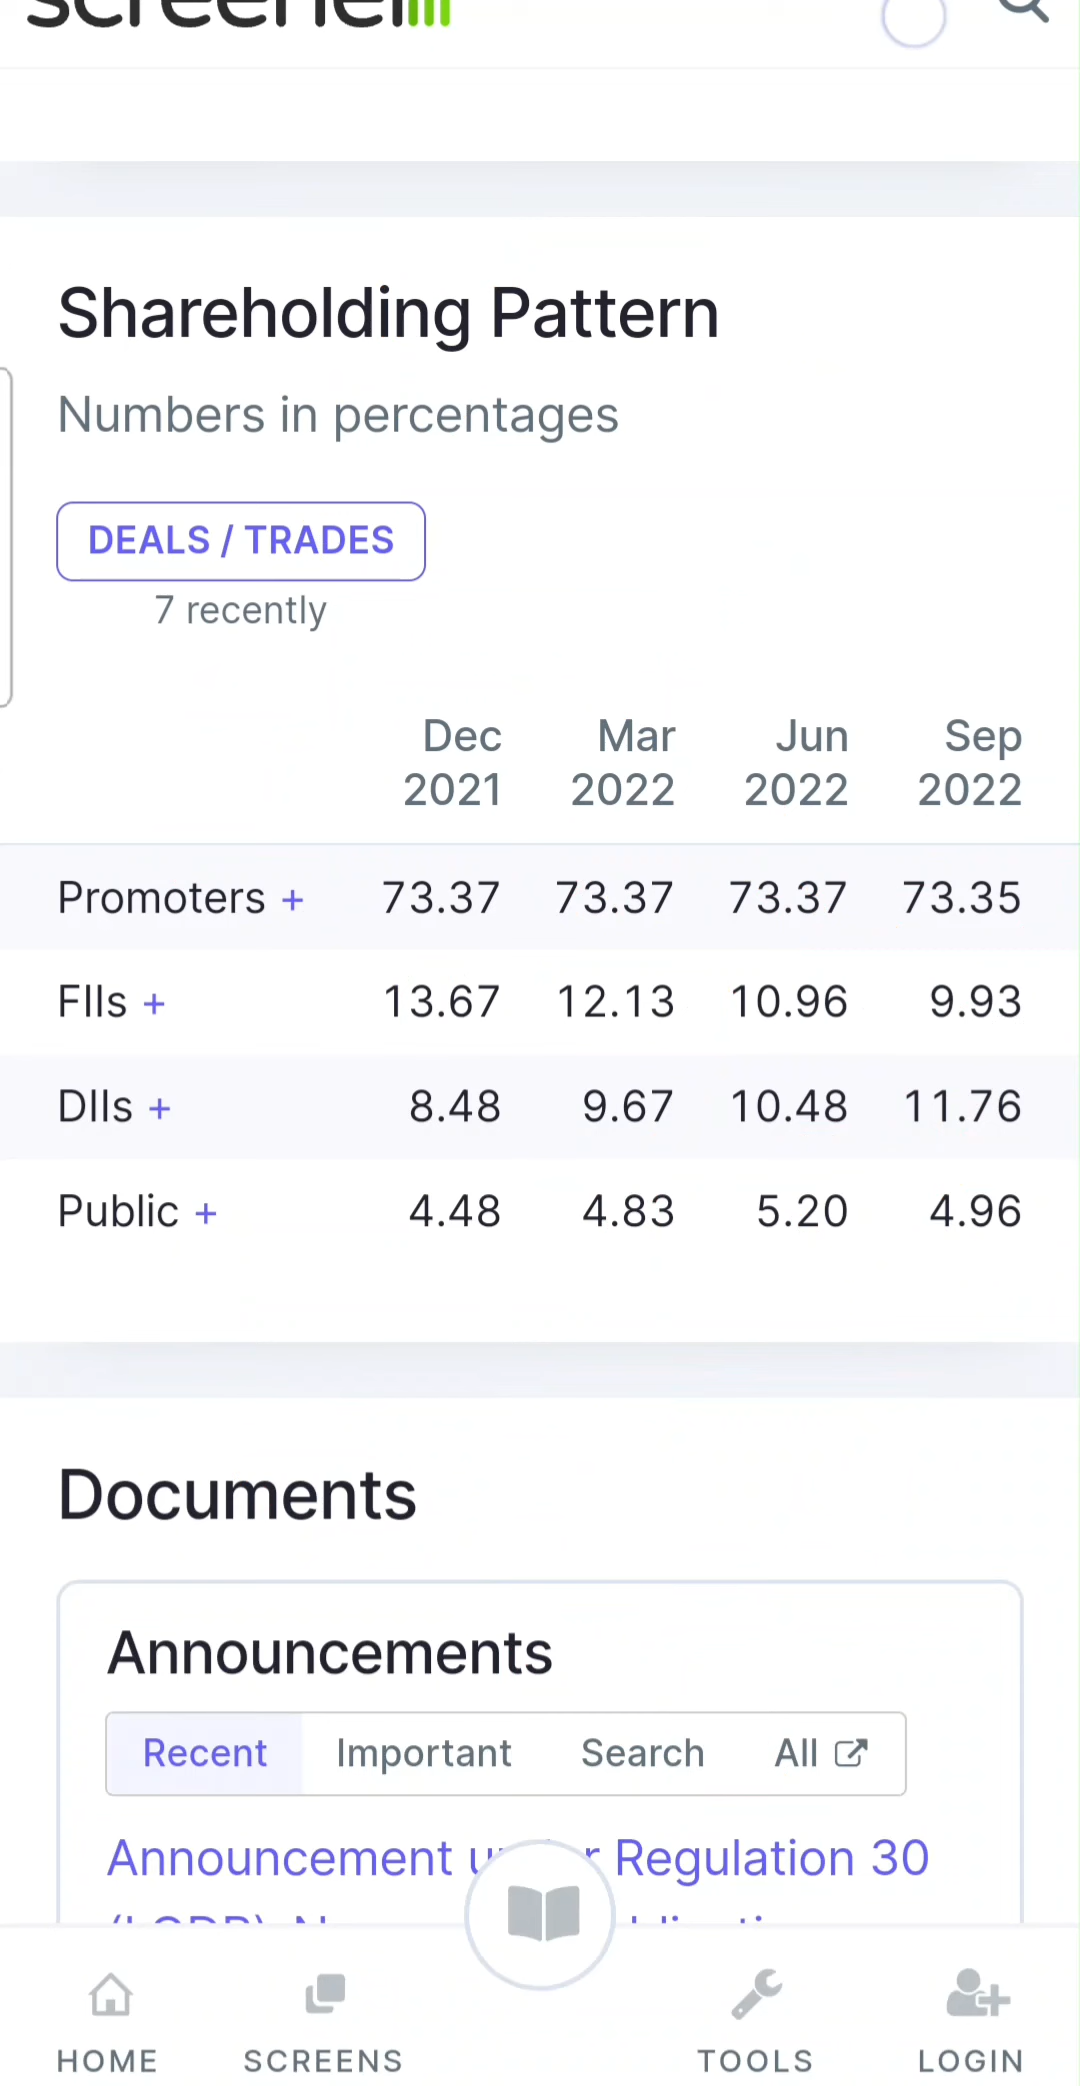 screener
Shareholding Pattern
Numbers in percentages
DEALS / TRADES
7 recently
Dec 2021 Mar 2022 Jun 2022 Sep 2022
Promoters + 73.37 73.37 73.37 73.35
FIIs + 13.67 12.13 10.96 9.93
DIIs + 8.48 9.67 10.48 11.76
Public + 4.48 4.83 5.20 4.96
Documents
Announcements
Recent Important Search All
Announcement Regulation 30
HOME SCREENS TOOLS LOGIN